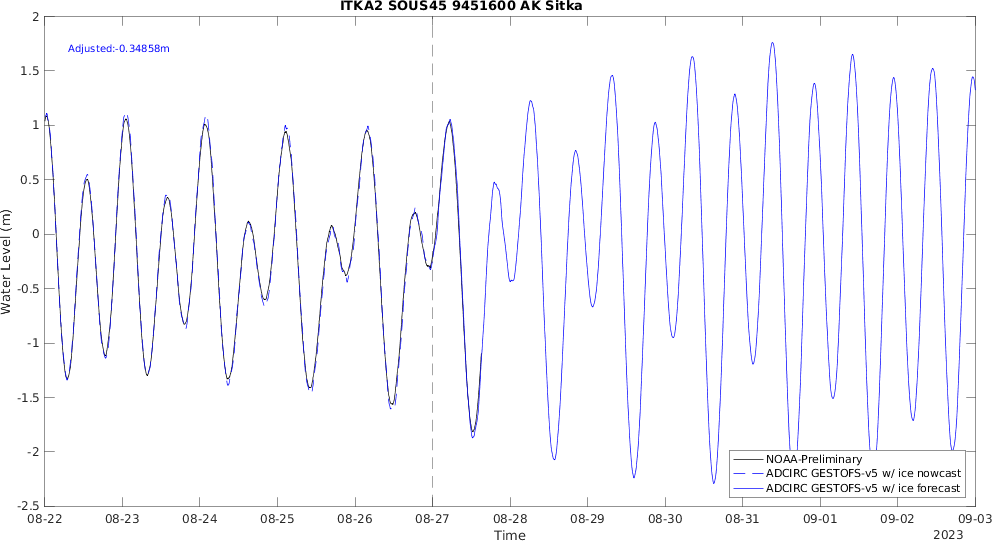 ITKA2 SOUS45 9451600 AK Sitka
Adjusted:-0.34858m
Water Level (m)
2
1.5
1
0.5
0
-0.5
-1
-1.5
-2
-2.5
NOAA-Preliminary
ADCIRC GESTOFS-v5 w/ ice nowcast
ADCIRC GESTOFS-v5 w/ ice forecast
08-22 08-23 08-24 08-25 08-26 08-27 08-28 08-29 08-30 08-31 09-01 09-02 09-03
Time
2023